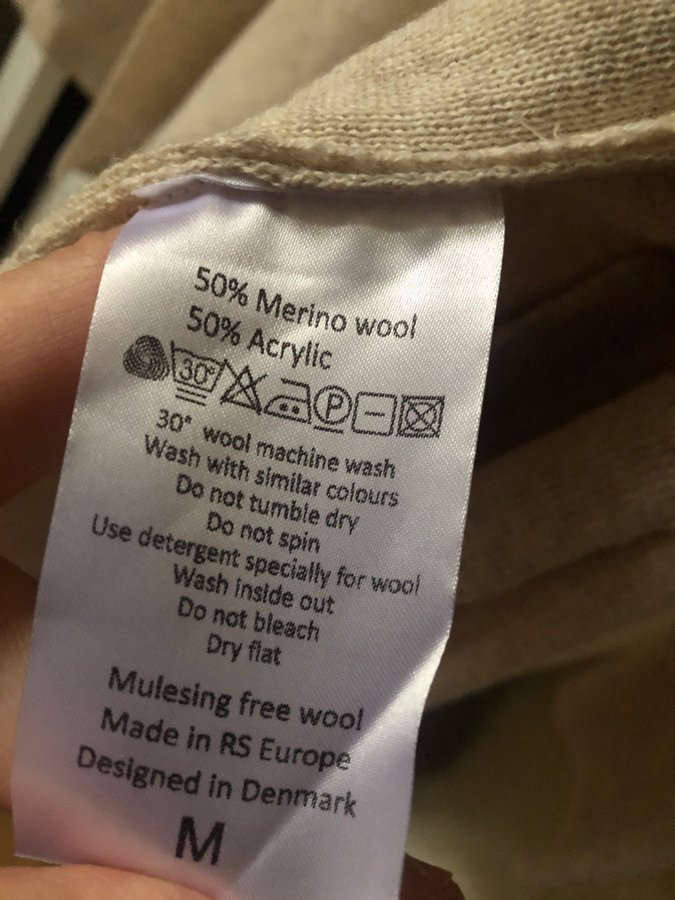 50% Merino wool
50% Acrylic
30° P
30° wool machine wash
Wash with similar colours
Do not tumble dry
Do not spin
Use detergent specially for wool
Wash inside out
Do not bleach
Dry flat
Mulesing free wool
Made in RS Europe
Designed in Denmark
M